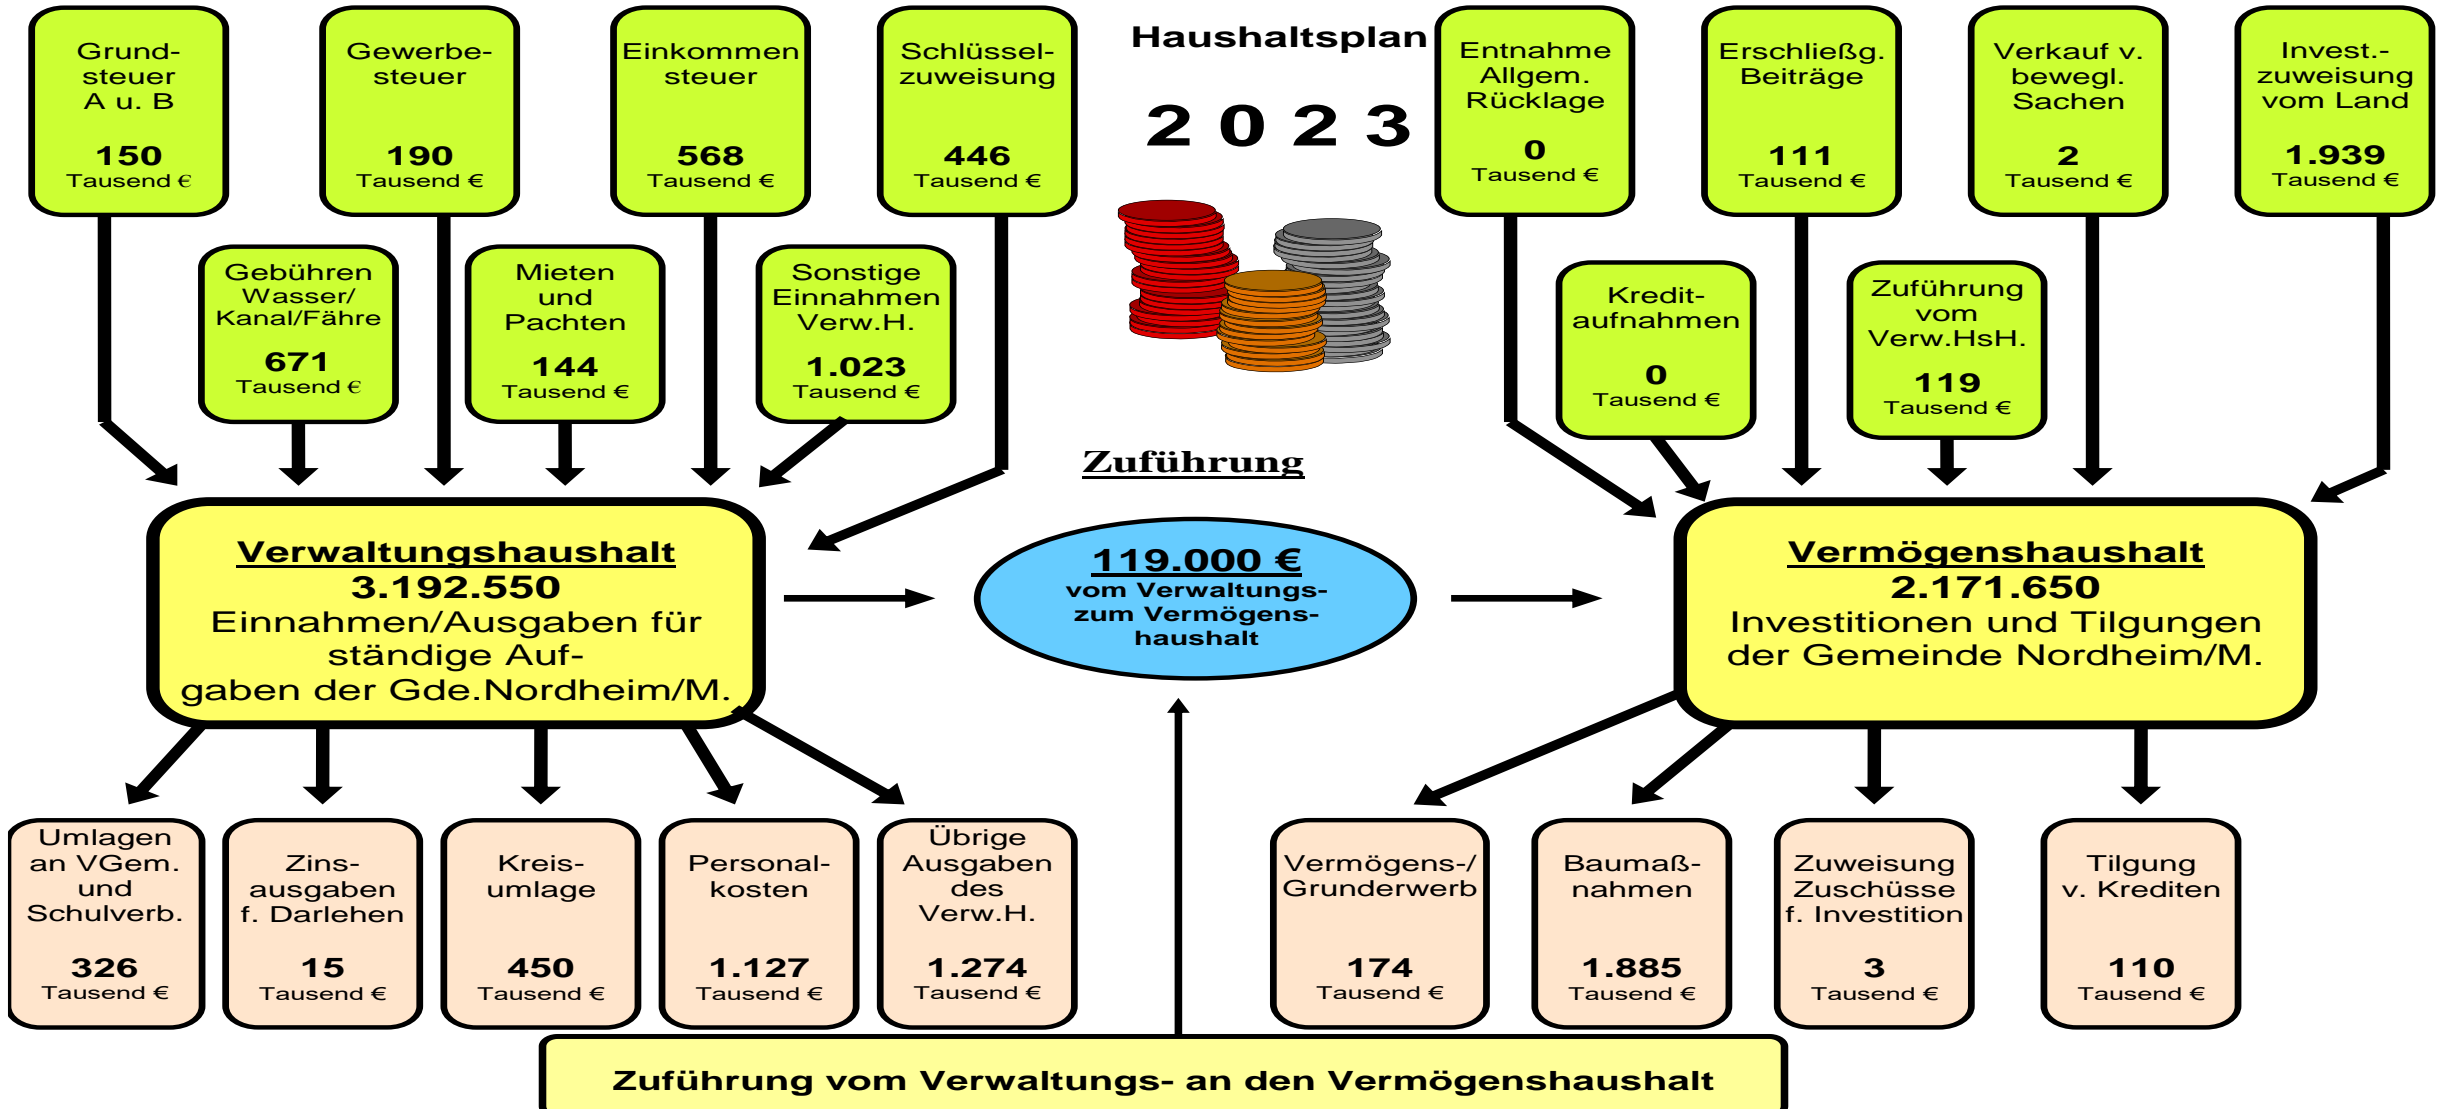 Grund-
steuer
A u. B
150
Tausend €
Gewerbe-
steuer
190
Tausend €
Einkommen
steuer
568
Tausend €
Schlüssel-
zuweisung
446
Tausend €
Haushaltsplan
2 0 2 3
Entnahme
Allgem.
Rücklage
0
Tausend €
Erschließg.
Beiträge
111
Tausend €
Verkauf v.
bewegl.
Sachen
2
Tausend €
Invest.-
zuweisung
vom Land
1.939
Tausend €
Gebühren
Wasser/
Kanal/Fähre
671
Tausend €
Mieten
und
Pachten
144
Tausend €
Sonstige
Einnahmen
Verw.H.
1.023
Tausend €
Kredit-
aufnahmen
0
Tausend €
Zuführung
vom
Verw.HsH.
119
Tausend €
Zuführung
Verwaltungshaushalt
3.192.550
Einnahmen/Ausgaben für
ständige Auf-
gaben der Gde.Nordheim/M.
119.000 €
vom Verwaltungs-
zum Vermögens-
haushalt
Vermögenshaushalt
2.171.650
Investitionen und Tilgungen
der Gemeinde Nordheim/M.
Umlagen
an VGem.
und
Schulverb.
326
Tausend €
Zins-
ausgaben
f. Darlehen
15
Tausend €
Kreis-
umlage
450
Tausend €
Personal-
kosten
1.127
Tausend €
Übrige
Ausgaben
des
Verw.H.
1.274
Tausend €
Vermögens-/
Grunderwerb
174
Tausend €
Baumaß-
nahmen
1.885
Tausend €
Zuweisung
Zuschüsse
f. Investition
3
Tausend €
Tilgung
v. Krediten
110
Tausend €
Zuführung vom Verwaltungs- an den Vermögenshaushalt